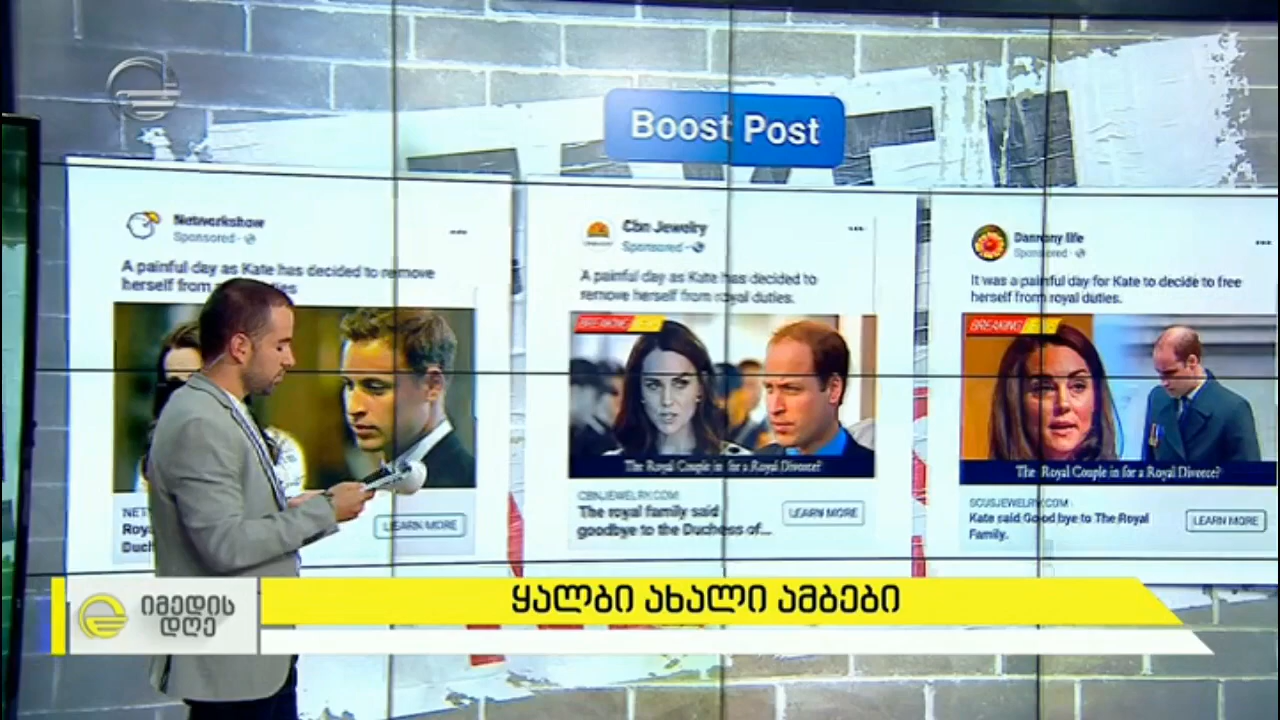 Boost Post
Networkshow
Sponsored
A painful day as Kate has decided to remove
herself from
LEARN MORE
Cbn Jewelry
Sponsored
A painful day as Kate has decided to
remove herself from royal duties.
BREAKING
The Royal Couple in for a Royal Divorce?
CBNJEWELRY.COM
The royal family said
goodbye to the Duchess of...
LEARN MORE
life
Sponsored
It was a painful day for Kate to decide to free
herself from royal duties.
BREAKING
The Royal Couple in for a Royal Divorce?
SCUSJEWELRY.COM
Kate said Good bye to The Royal
Family.
LEARN MORE
იმედის
დღე
ყალბი ახალი ამბები